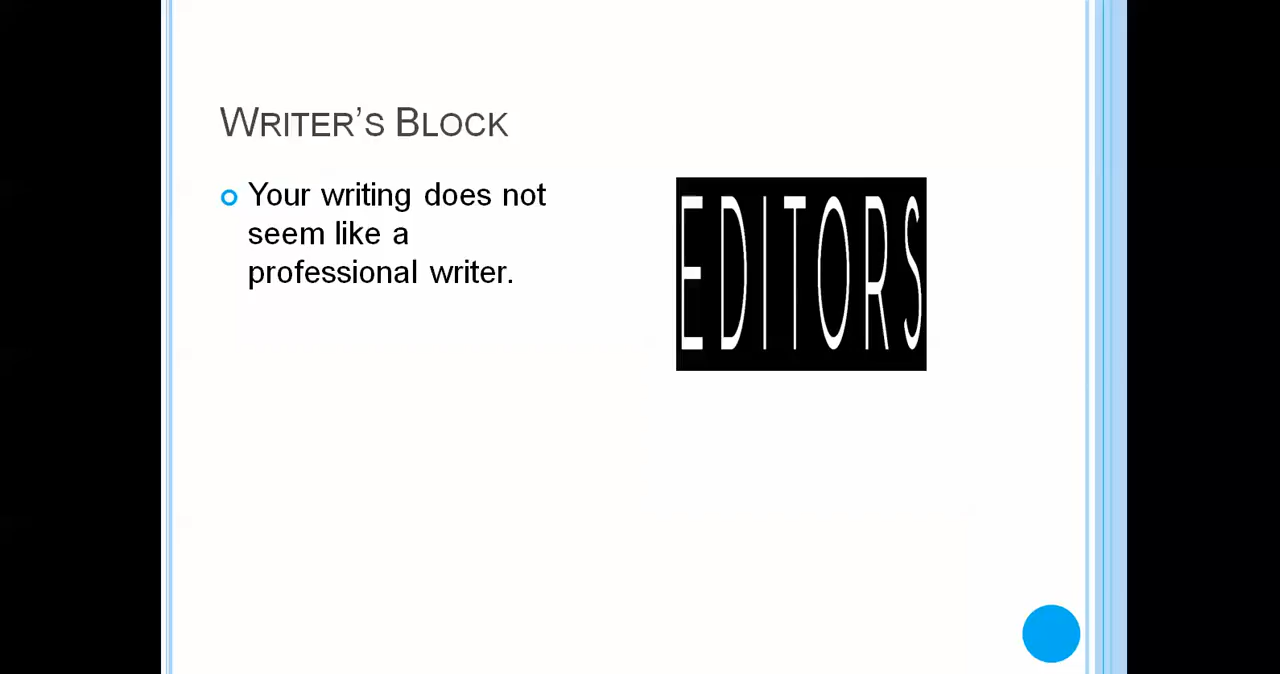 Writer's Block
Your writing does not
seem like a
professional writer.
EDITORS